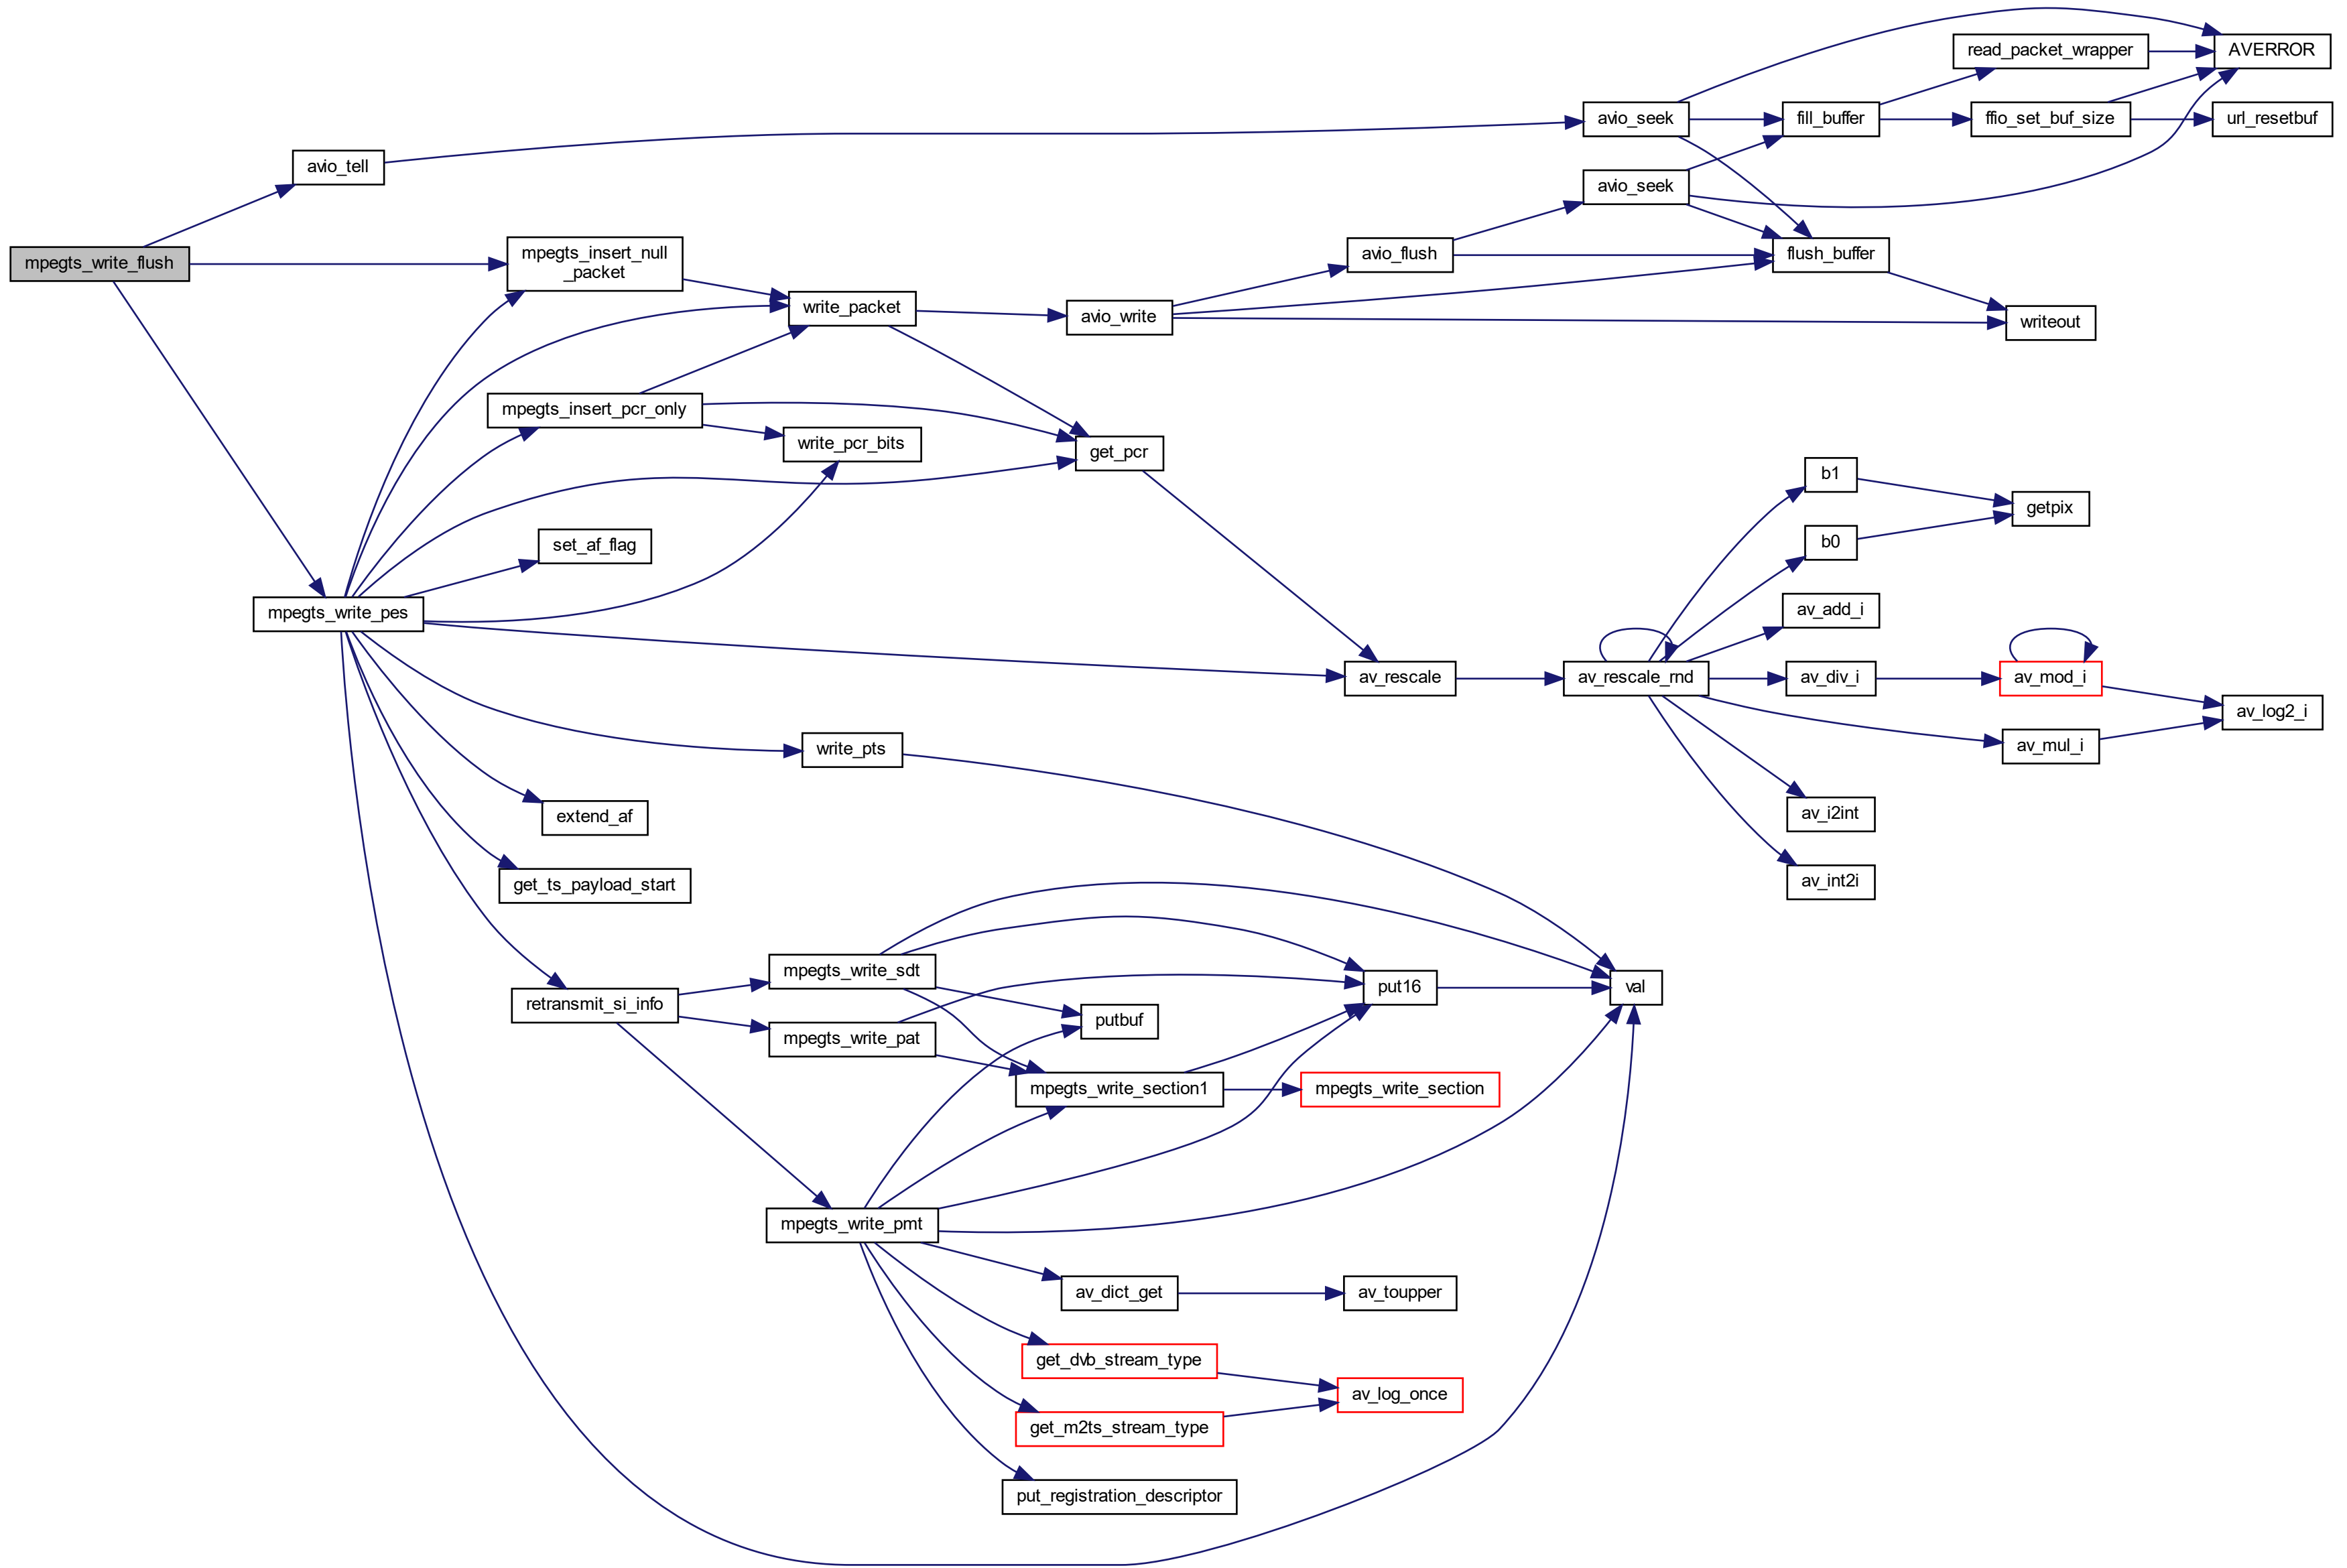 read_packet_wrapper
AVERROR
avio_seek
fill_buffer
ffio_set_buf_size
url_resetbuf
avio_tell
avio_seek
mpegts_write_flush
mpegts_insert_null
_packet
avio_flush
flush_buffer
write_packet
avio_write
writeout
mpegts_insert_pcr_only
write_pcr_bits
get_pcr
b1
getpix
set_af_flag
b0
mpegts_write_pes
av_add_i
av_rescale
av_rescale_rnd
av_div_i
av_mod_i
av_log2_i
write_pts
av_mul_i
extend_af
av_i2int
get_ts_payload_start
av_int2i
mpegts_write_sdt
retransmit_si_info
put16
val
putbuf
mpegts_write_pat
mpegts_write_section1
mpegts_write_section
mpegts_write_pmt
av_dict_get
av_toupper
get_dvb_stream_type
av_log_once
get_m2ts_stream_type
put_registration_descriptor